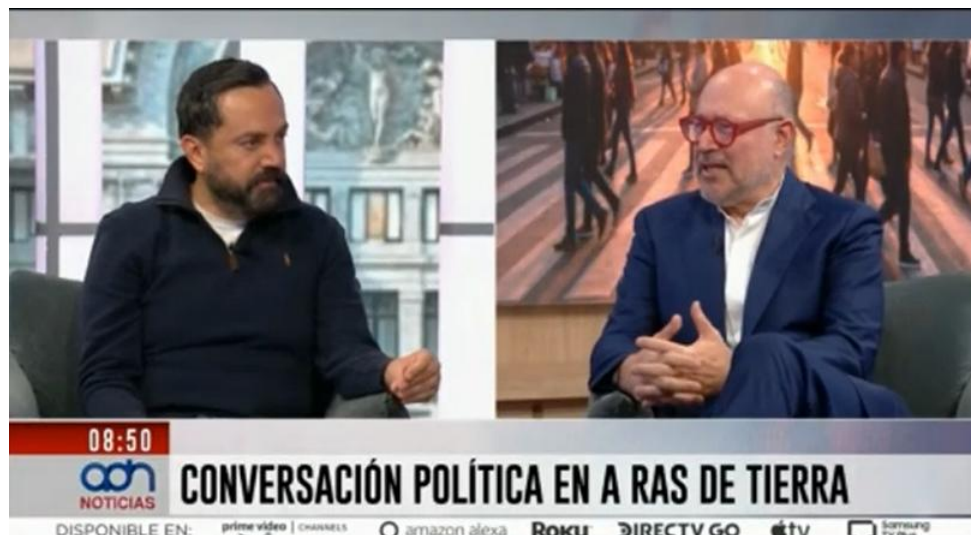 08:50
adn
NOTICIAS
CONVERSACIÓN POLÍTICA EN A RAS DE TIERRA
DISPONIBLE EN: prime video | CHANNELS amazon alexa Roku DIRECTV GO tv Samsung